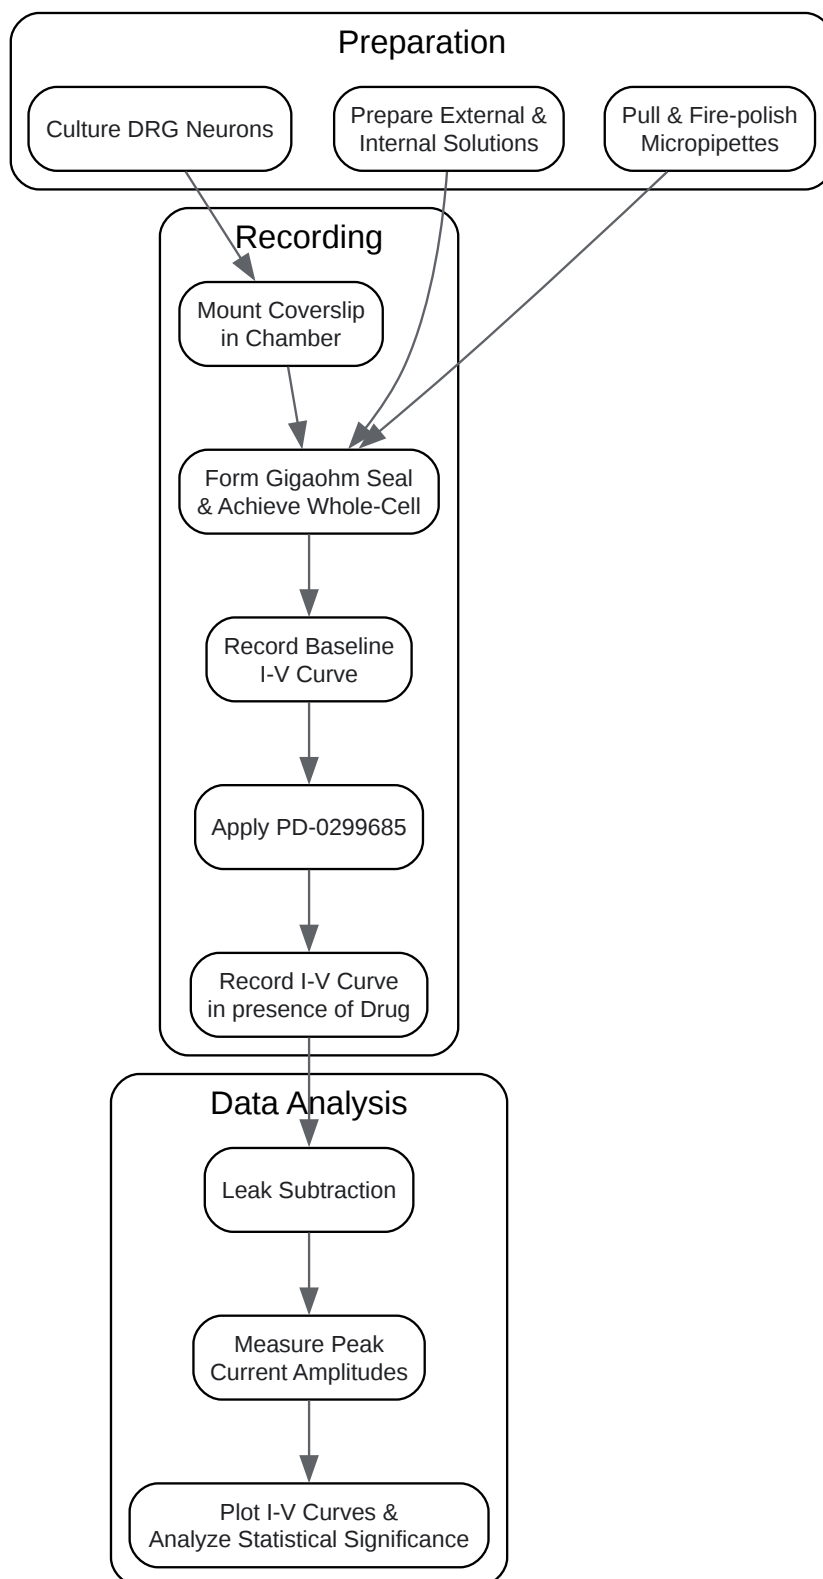 Preparation
Culture DRG Neurons
Prepare External &
Internal Solutions
Pull & Fire-polish
Micropipettes
Recording
Mount Coverslip
in Chamber
Form Gigaohm Seal
& Achieve Whole-Cell
Record Baseline
I-V Curve
Apply PD-0299685
Record I-V Curve
in presence of Drug
Data Analysis
Leak Subtraction
Measure Peak
Current Amplitudes
Plot I-V Curves &
Analyze Statistical Significance